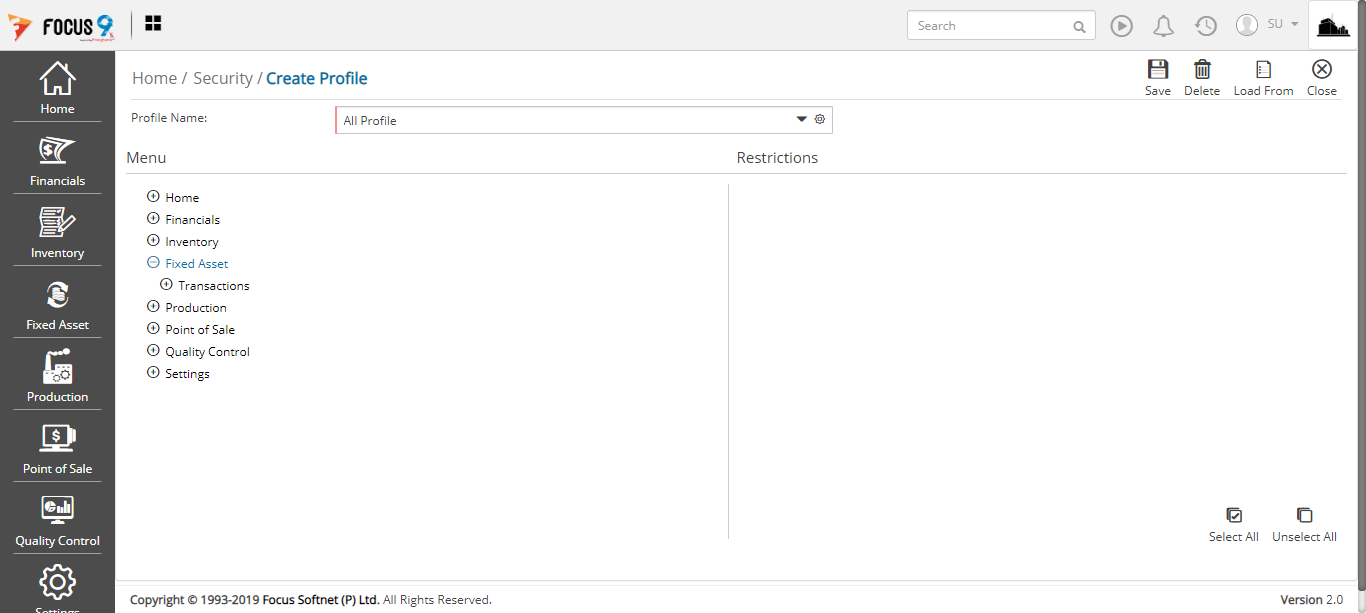 FOCUS 9
Search
SU
Home
Financials
Inventory
Fixed Asset
Production
Point of Sale
Quality Control
Settings
Home / Security / Create Profile
Save Delete Load From Close
Profile Name: All Profile
Menu Restrictions
Home
Financials
Inventory
Fixed Asset
Transactions
Production
Point of Sale
Quality Control
Settings
Select All Unselect All
Copyright © 1993-2019 Focus Softnet (P) Ltd. All Rights Reserved. Version 2.0